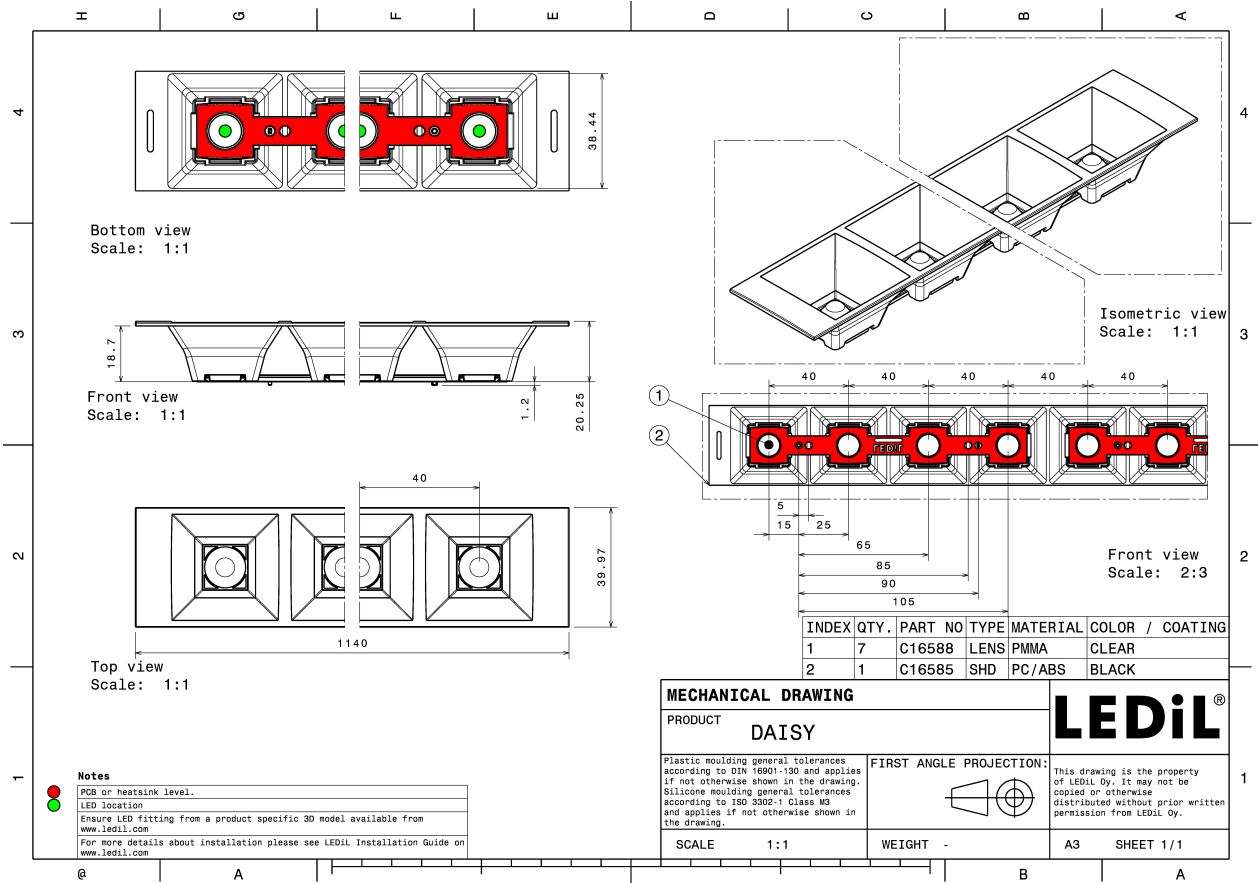 H G F E D C B A
4
38.44
4
Bottom view
Scale: 1:1
3
18.7
Front view
Scale: 1:1
1.2
20.25
Isometric view
Scale: 1:1
3
40 40 40 40 40
1
2
LEDiL LEDiL
5
15 25
65
85
90
105
Front view
Scale: 2:3
2
40
39.97
1140
2
Top view
Scale: 1:1
INDEX QTY. PART NO TYPE MATERIAL COLOR / COATING
1 7 C16588 LENS PMMA CLEAR
2 1 C16585 SHD PC/ABS BLACK
MECHANICAL DRAWING
PRODUCT
DAISY
LEDiL®
Plastic moulding general tolerances
according to DIN 16901-130 and applies
if not otherwise shown in the drawing.
Silicone moulding general tolerances
according to ISO 3302-1 Class M3
and applies if not otherwise shown in
the drawing.
FIRST ANGLE PROJECTION:
This drawing is the property
of LEDiL Oy. It may not be
copied or otherwise
distributed without prior written
permission from LEDiL Oy.
SCALE 1:1
WEIGHT -
A3 SHEET 1/1
1
1
Notes
PCB or heatsink level.
LED location
Ensure LED fitting from a product specific 3D model available from
www.ledil.com
For more details about installation please see LEDiL Installation Guide on
www.ledil.com
@ A B A